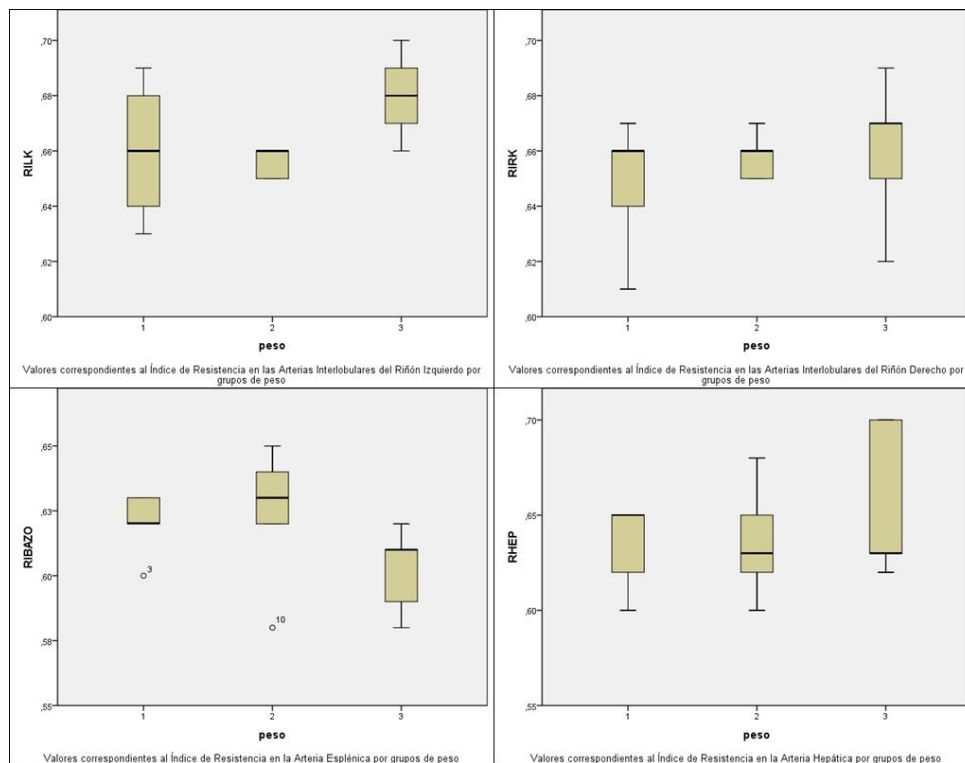 ,70
,68
,66
,64
,62
,60
RILK
1 2 3
peso
Valores correspondientes al Índice de Resistencia en las Arterias Interlobulares del Riñón Izquierdo por
grupos de peso
,70
,68
,66
,64
,62
,60
RIRK
1 2 3
peso
Valores correspondientes al Índice de Resistencia en las Arterias Interlobulares del Riñón Derecho por
grupos de peso
,65
,63
,60
,58
,55
RIBAZO
3
10
1 2 3
peso
Valores correspondientes al Índice de Resistencia en la Arteria Esplénica por grupos de peso
,70
,65
,60
,55
RHEP
1 2 3
peso
Valores correspondientes al Índice de Resistencia en la Arteria Hepática por grupos de peso